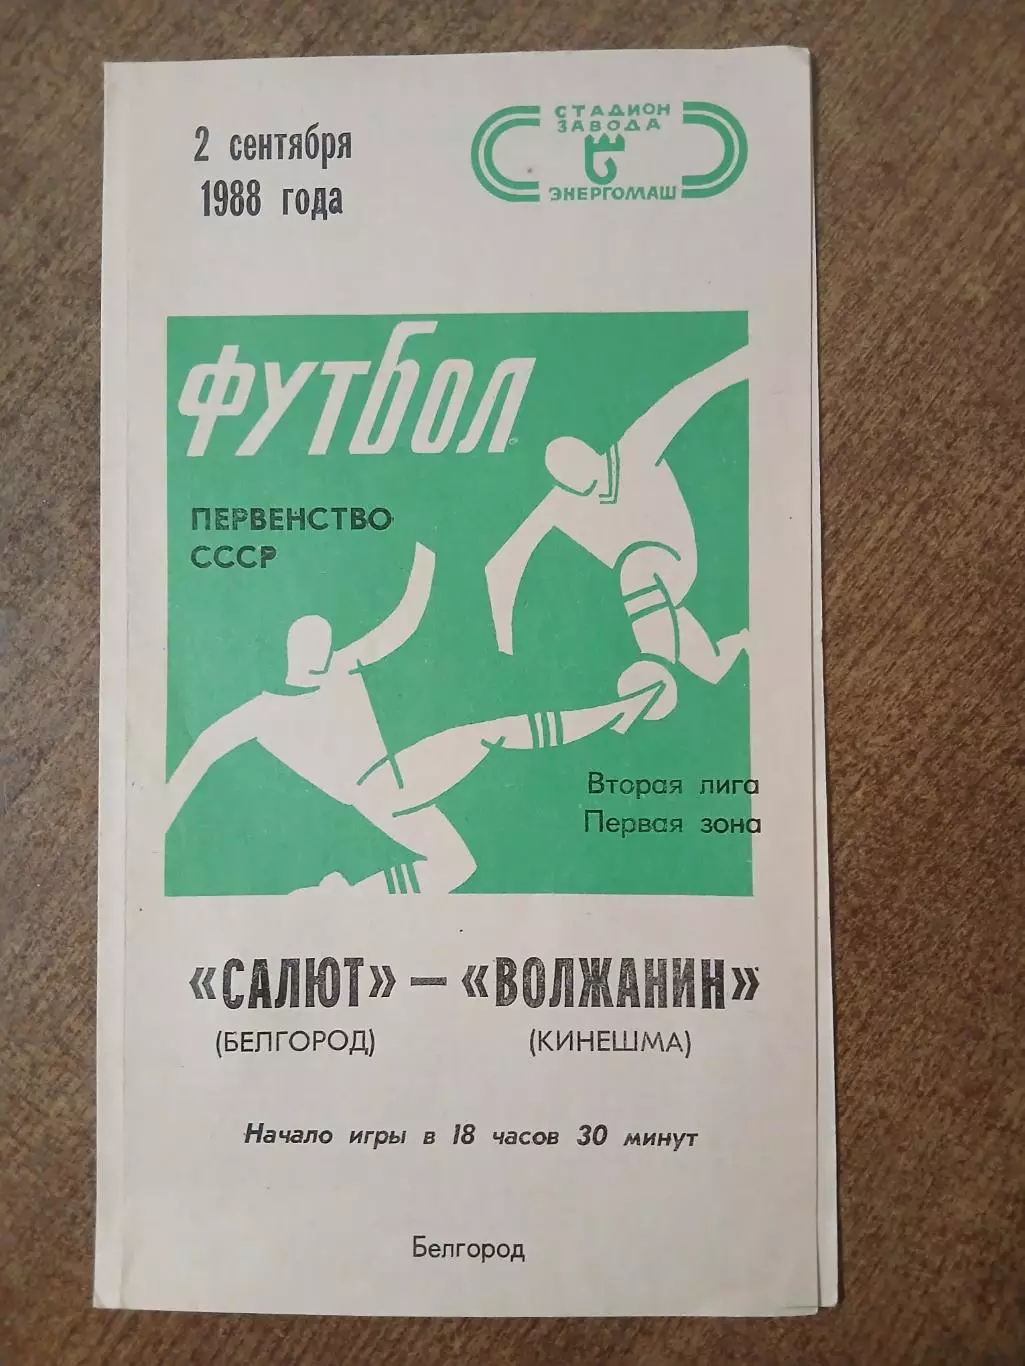 2 сентября
1988 года
СТАДИОН
ЗАВОДА
ЭНЕРГОМАШ
ФУТБОЛ
ПЕРВЕНСТВО
СССР
Вторая лига
Первая зона
«САЛЮТ» — «ВОЛЖАНИН»
(БЕЛГОРОД) (КИНЕШМА)
Начало игры в 18 часов 30 минут
Белгород